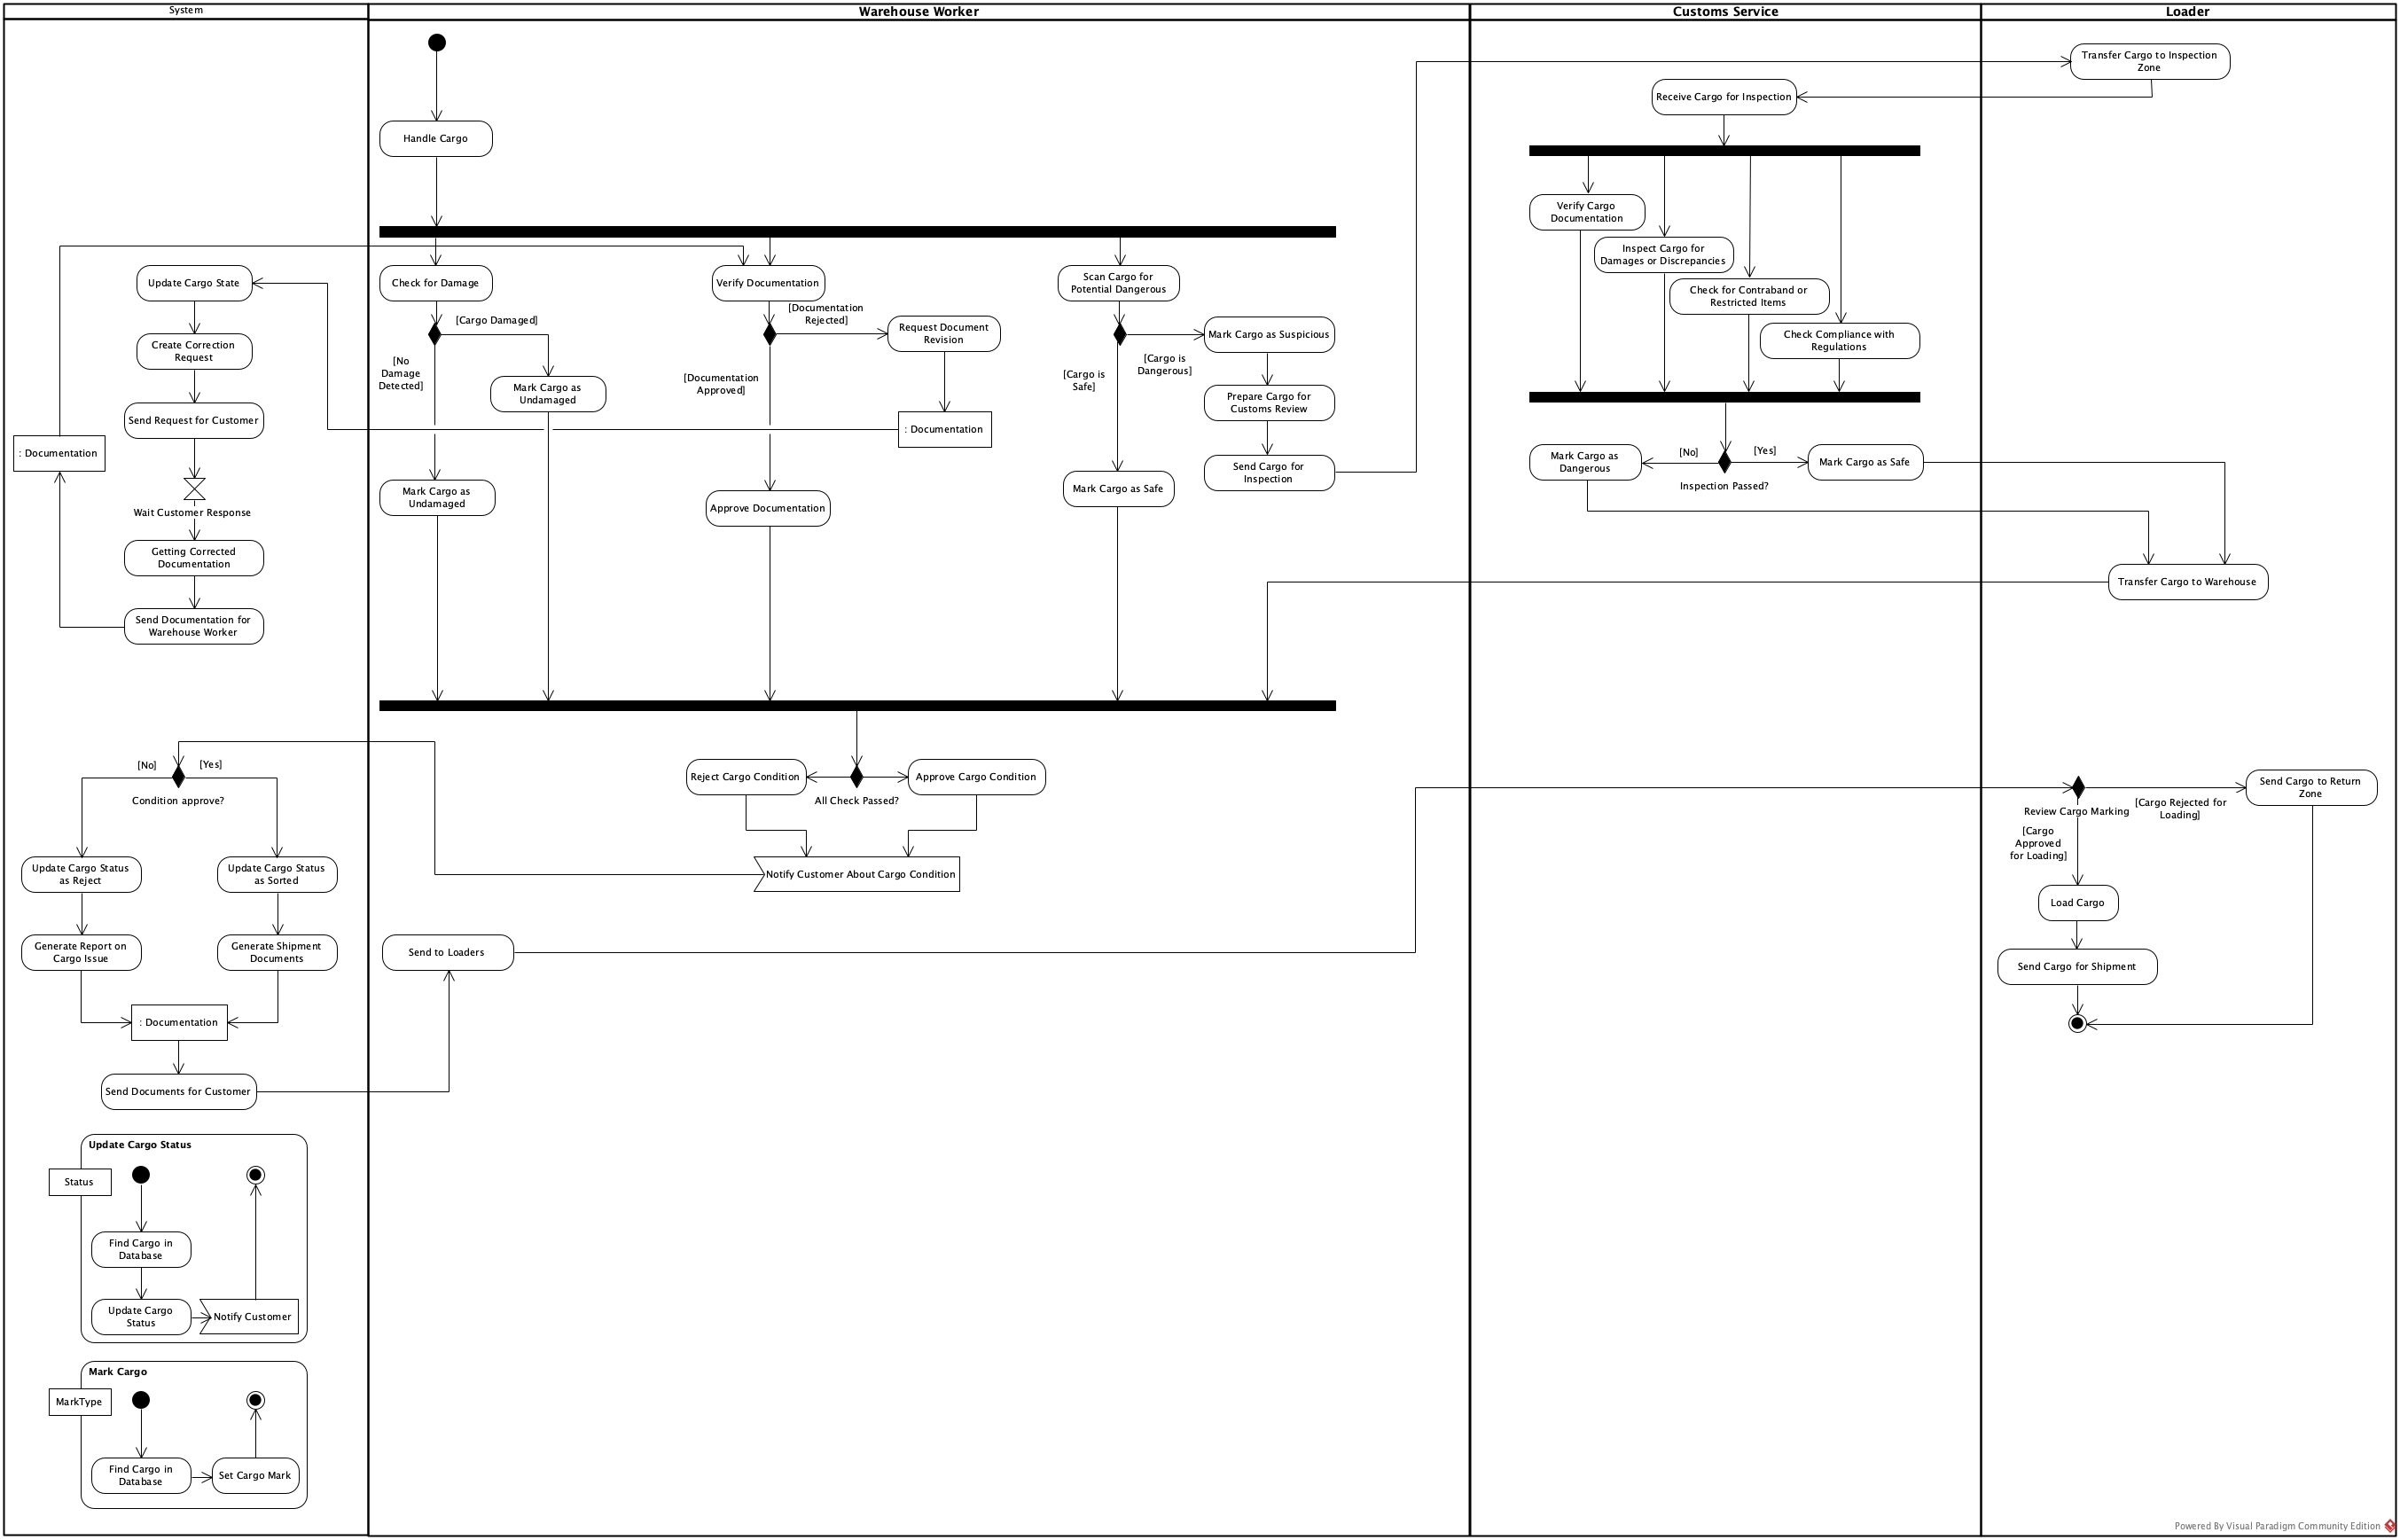 System
Warehouse Worker
Customs Service
Loader
Transfer Cargo to Inspection
Zone
Receive Cargo for Inspection
Handle Cargo
Verify Cargo
Documentation
Inspect Cargo for
Damages or Discrepancies
Check for Contraband or
Restricted Items
Check Compliance with
Regulations
Update Cargo State
Check for Damage
Verify Documentation
Scan Cargo for
Potential Dangerous
[Cargo Damaged]
[Documentation
Rejected]
Request Document
Revision
Mark Cargo as Suspicious
Create Correction
Request
[No
Damage
Detected]
Mark Cargo as
Undamaged
[Documentation
Approved]
[Cargo is
Safe]
[Cargo is
Dangerous]
Prepare Cargo for
Customs Review
Send Request for Customer
: Documentation
: Documentation
Send Cargo for
Inspection
Mark Cargo as
Dangerous
[No]
[Yes]
Mark Cargo as Safe
Inspection Passed?
Wait Customer Response
Mark Cargo as
Undamaged
Approve Documentation
Mark Cargo as Safe
Getting Corrected
Documentation
Transfer Cargo to Warehouse
Send Documentation for
Warehouse Worker
[No]
[Yes]
Condition approve?
Reject Cargo Condition
Approve Cargo Condition
All Check Passed?
Send Cargo to Return
Zone
Review Cargo Marking
[Cargo Rejected for
Loading]
[Cargo
Approved
for Loading]
Update Cargo Status
as Reject
Update Cargo Status
as Sorted
Notify Customer About Cargo Condition
Load Cargo
Generate Report on
Cargo Issue
Generate Shipment
Documents
Send to Loaders
Send Cargo for Shipment
: Documentation
Send Documents for Customer
Update Cargo Status
Status
Find Cargo in
Database
Update Cargo
Status
Notify Customer
Mark Cargo
MarkType
Find Cargo in
Database
Set Cargo Mark
Powered By Visual Paradigm Community Edition